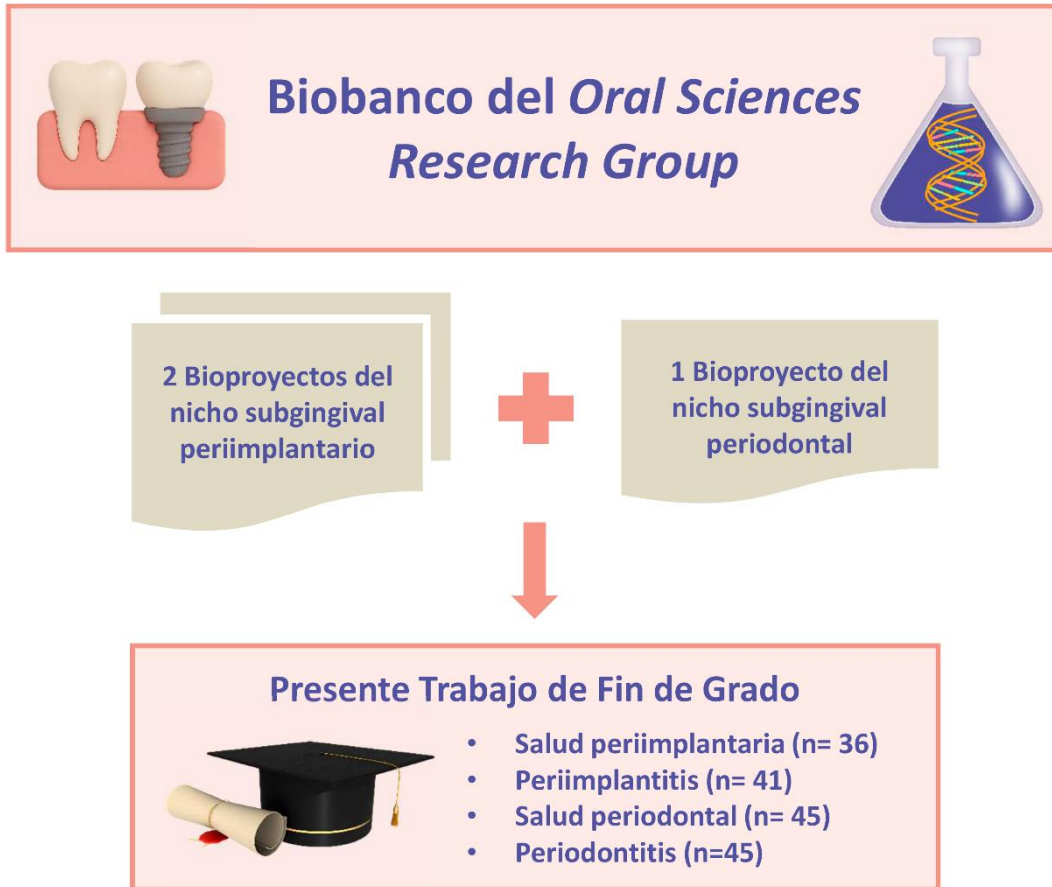 Biobanco del Oral Sciences
Research Group
2 Bioproyectos del
nicho subgingival
periimplantario
1 Bioproyecto del
nicho subgingival
periodontal
Presente Trabajo de Fin de Grado
• Salud periimplantaria (n= 36)
• Periimplantitis (n= 41)
• Salud periodontal (n= 45)
• Periodontitis (n=45)